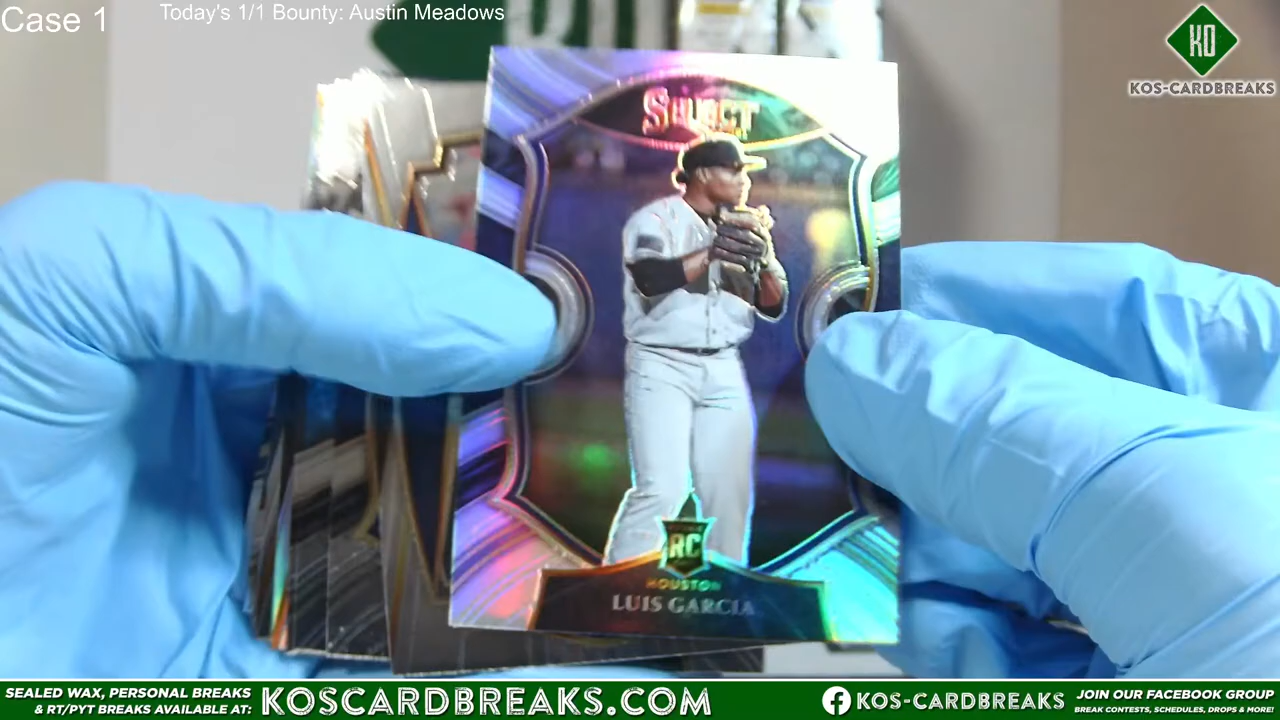 Case 1
Today's 1/1 Bounty: Austin Meadows
KO
KOS-CARDBREAKS
SELECT
RC
HOUSTON
LUIS GARCIA
SEALED WAX, PERSONAL BREAKS
& RT/PYT BREAKS AVAILABLE AT:
KOSCARDBREAKS.COM
KOS-CARDBREAKS
JOIN OUR FACEBOOK GROUP
BREAK CONTESTS, SCHEDULES, DROPS & MORE!